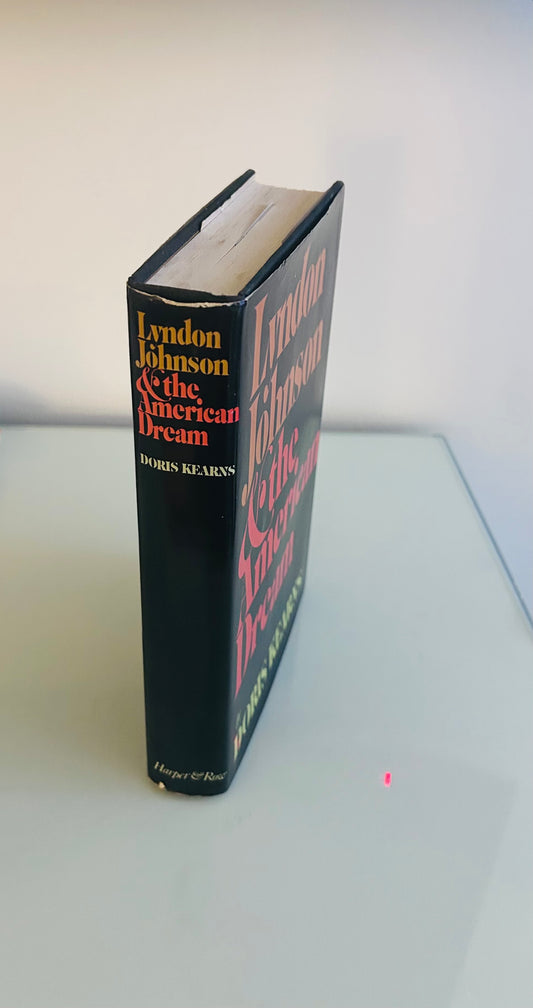 Lyndon
Johnson
& the
American
Dream
DORIS KEARNS
Harper & Row
Lyndon
Johnson
& the
American
Dream
DORIS KEARNS